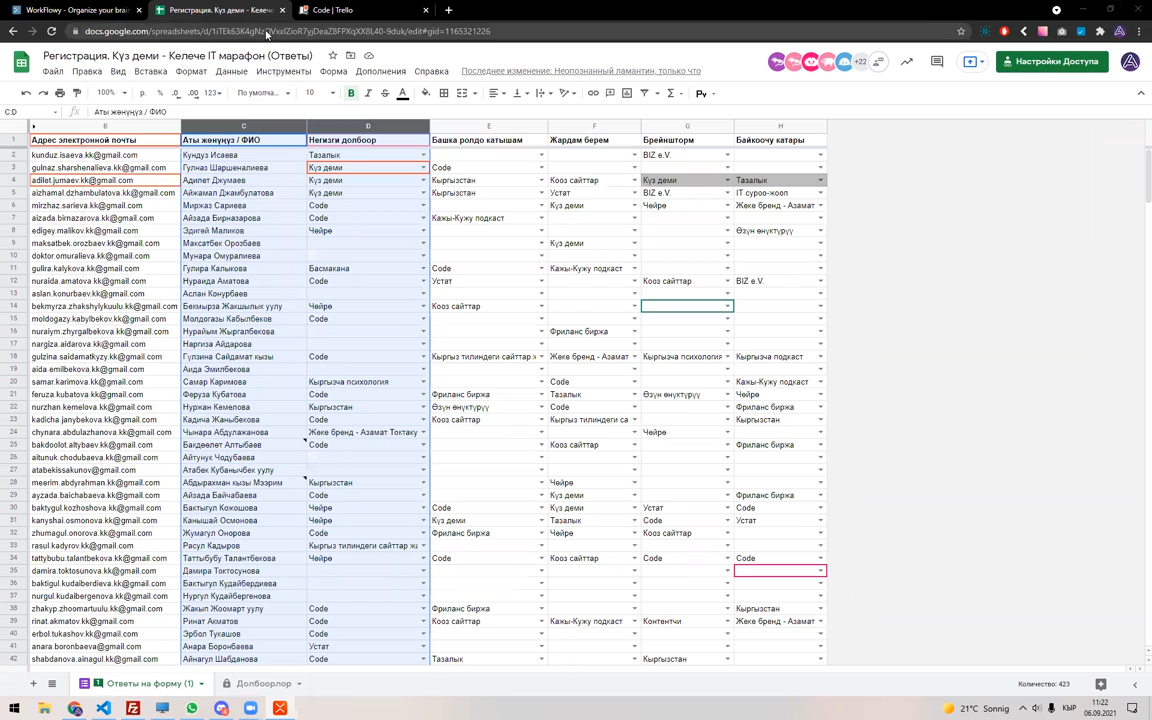 WorkFlowy - Organize your brai
Регистрация. Күз деми - Келече
Code | Trello
docs.google.com/spreadsheets/d/
Регистрация. Күз деми - Келече IT марафон (Ответы)
Файл Правка Вид Вставка Формат Данные Инструменты Форма Дополнения Справка
Последнее изменение: Неопознанный ламантин, только что
+22
Настройки Доступа
100% р. % .0 .00 123 По умолча... 10 B I S A Σ
C:D Аты жөнүңүз / ФИО
B C D E F G H
1 Адрес электронной почты Аты жөнүңүз / ФИО Негизги долбоор Башка ролдо катышам Жардам берем Брейншторм Байкоочу катары
2 kunduz.isaeva.kk@gmail.com Кундуз Исаева Тазалык BIZ e.V.
3 gulnaz.sharshenalieva.kk@gmail.com Гулназ Шаршеналиева Күз деми Code
4 adilet.jumaev.kk@gmail.com Адилет Джумаев Күз деми Кыргызстан Кооз сайттар Күз деми Тазалык
5 aizhamal.dzhambulatova.kk@gmail.com Айжамал Джамбулатова Күз деми Кыргызстан Устат BIZ e.V. IT суроо-жооп
6 mirzhaz.sarieva.kk@gmail.com Миржаз Сариева Code Күз деми Чөйрө Жеке бренд - Азамат
7 aizada.birnazarova.kk@gmail.com Айзада Бирназарова Code Кажы-Кужу подкаст
8 edigey.malikov.kk@gmail.com Эдигей Маликов Чөйрө Өзүн өнүктүрүү
9 maksatbek.orozbaev.kk@gmail.com Максатбек Орозбаев Күз деми
10 doktor.omuralieva.kk@gmail.com Мунара Омуралиева
11 gulira.kalykova.kk@gmail.com Гулира Калыкова Басмакана Code Кажы-Кужу подкаст
12 nuraida.amatova.kk@gmail.com Нураида Аматова Code Устат Кооз сайттар BIZ e.V.
13 aslan.konurbaev.kk@gmail.com Аслан Конурбаев
14 bekmyrza.zhakshylykuulu.kk@gmail.com Бекмырза Жакшылык уулу Чөйрө Кооз сайттар
15 moldogazy.kabylbekov.kk@gmail.com Молдогазы Кабылбеков Code
16 nuraiym.zhyrgalbekova.kk@gmail.com Нурайым Жыргалбекова Фриланс биржа
17 nargiza.aidarova.kk@gmail.com Наргиза Айдарова
18 gulzina.saidamatkyzy.kk@gmail.com Гүлзина Сайдамат кызы Code Кыргыз тилиндеги сайттар ж Жеке бренд - Азамат Кыргызча психология Кыргызча подкаст
19 aida.emilbekova.kk@gmail.com Аида Эмилбекова
20 samar.karimova.kk@gmail.com Самар Каримова Кыргызча психология Code Кажы-Кужу подкаст
21 feruza.kubatova.kk@gmail.com Феруза Кубатова Code Фриланс биржа Тазалык Өзүн өнүктүрүү Чөйрө
22 nurzhan.kemelova.kk@gmail.com Нуржан Кемелова Кыргызстан Өзүн өнүктүрүү Code Фриланс биржа
23 kadicha.janybekova.kk@gmail.com Кадича Жаныбекова Code Кооз сайттар Кыргыз тилиндеги са Кыргызстан
24 chynara.abdulazhanova.kk@gmail.com Чынара Абдулажанова Жеке бренд - Азамат Токтаку Чөйрө
25 bakdoolot.altybaev.kk@gmail.com Бакдөөлөт Алтыбаев Code Кооз сайттар Фриланс биржа
26 aitunuk.chodubaeva.kk@gmail.com Айтунук Чодубаева
27 atabekissakunov@gmail.com Атабек Кубанычбек уулу
28 meerim.abdyrahman.kk@gmail.com Абдырахман кызы Мээрим Кыргызстан Чөйрө
29 ayzada.baichabaeva.kk@gmail.com Айзада Байчабаева Code Күз деми Фриланс биржа
30 baktygul.kozhoshova.kk@gmail.com Бактыгул Кожошова Чөйрө Code Күз деми Устат Code
31 kanyshai.osmonova.kk@gmail.com Канышай Осмонова Чөйрө Күз деми Тазалык Code Устат
32 zhumagul.onorova.kk@gmail.com Жумагул Онорова Code Фриланс биржа Чөйрө Кооз сайттар
33 rasul.kadyrov.kk@gmail.com Расул Кадыров Кыргыз тилиндеги сайттар жа
34 tattybubu.talantbekova.kk@gmail.com Таттыбубу Талантбекова Чөйрө Code Кооз сайттар Code Code
35 damira.toktosunova.kk@gmail.com Дамира Токтосунова
36 baktigul.kudaiberdieva.kk@gmail.com Бактыгул Кудайбердиева
37 nurgul.kudaibergenova.kk@gmail.com Нургул Кудайбергенова
38 zhakyp.zhoomartuulu.kk@gmail.com Жакып Жоомарт уулу Code Фриланс биржа Кыргызстан
39 rinat.akmatov.kk@gmail.com Ринат Акматов Code Кооз сайттар Кажы-Кужу подкаст Контентчи Жеке бренд - Азамат
40 erbol.tukashov.kk@gmail.com Эрбол Тукашов Code
41 anara.boronbaeva.kk@gmail.com Анара Боронбаева Устат
42 shabdanova.ainagul.kk@gmail.com Айнагул Шабданова Code Тазалык Кыргызстан
Ответы на форму (1) Долбоорлор Количество: 423
21°C Sonnig КЫР 11:22
06.09.2021